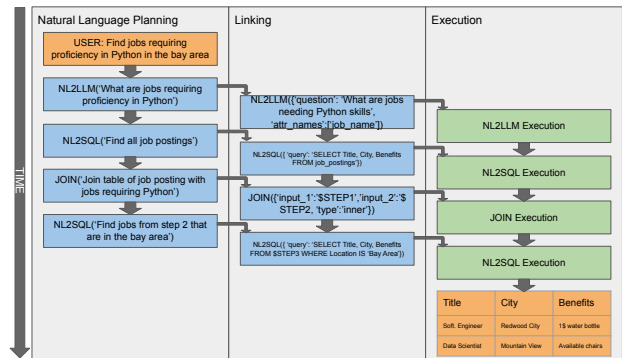 Natural Language Planning
Linking
Execution
USER: Find jobs requiring
proficiency in Python in the bay area
NL2LLM('What are jobs requiring
proficiency in Python')
NL2SQL('Find all job postings')
JOIN('Join table of job posting with
jobs requiring Python')
NL2SQL('Find jobs from step 2 that
are in the bay area')
NL2LLM({'question': 'What are jobs
needing Python skills',
'attr_names':['job_name'])
NL2SQL({ 'query': 'SELECT Title, City, Benefits
FROM job_postings'})
JOIN({'input_1':'$STEP1','input_2':'$
STEP2, 'type':'inner'})
NL2SQL({ 'query': 'SELECT Title, City, Benefits
FROM $STEP3 WHERE Location IS 'Bay Area'})
NL2LLM Execution
NL2SQL Execution
JOIN Execution
NL2SQL Execution
Title City Benefits
Soft. Engineer Redwood City 1$ water bottle
Data Scientist Mountain View Available chairs
TIME